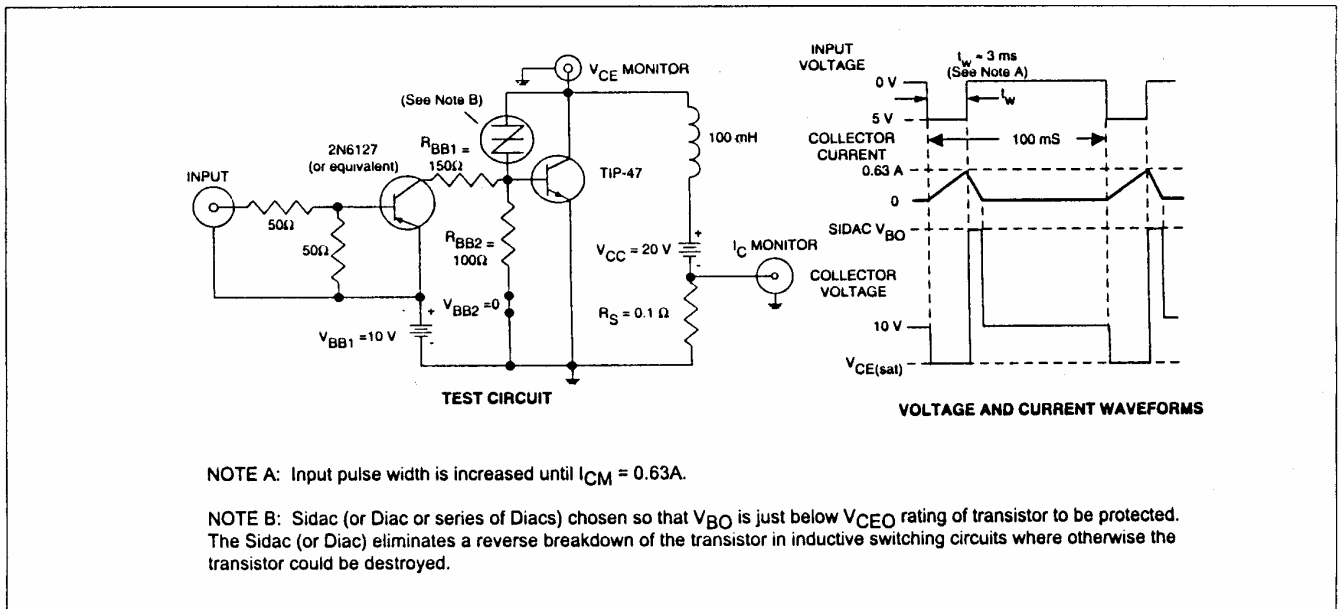 V_CE MONITOR
(See Note B)
2N6127
(or equivalent)
R_BB1 =
150Ω
INPUT
50Ω
50Ω
R_BB2 =
100Ω
TIP-47
100 mH
V_CC = 20 V
+
-
I_C MONITOR
V_BB2 =0
R_S = 0.1 Ω
+
-
V_BB1 =10 V
TEST CIRCUIT
INPUT
VOLTAGE
t_w = 3 ms
(See Note A)
0 V
t_w
5 V
COLLECTOR
CURRENT
100 mS
0.63 A
0
SIDAC V_BO
COLLECTOR
VOLTAGE
10 V
V_CE(sat)
VOLTAGE AND CURRENT WAVEFORMS
NOTE A: Input pulse width is increased until I_CM = 0.63A.
NOTE B: Sidac (or Diac or series of Diacs) chosen so that V_BO is just below V_CEO rating of transistor to be protected.
The Sidac (or Diac) eliminates a reverse breakdown of the transistor in inductive switching circuits where otherwise the
transistor could be destroyed.